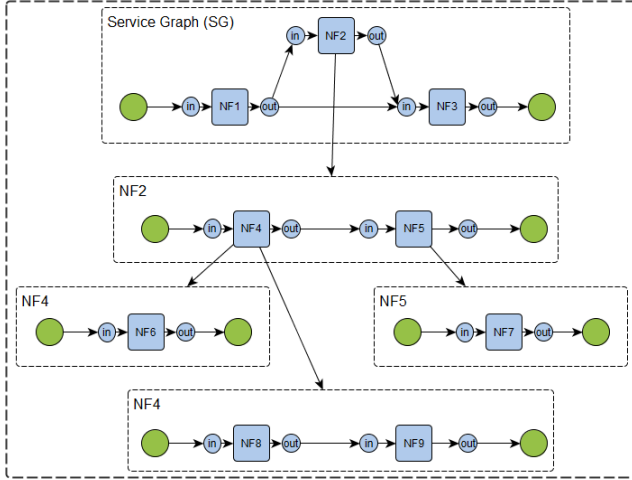 Service Graph (SG)
in NF2 out
in NF1 out in NF3 out
NF2
in NF4 out in NF5 out
NF4
in NF6 out
NF5
in NF7 out
NF4
in NF8 out in NF9 out